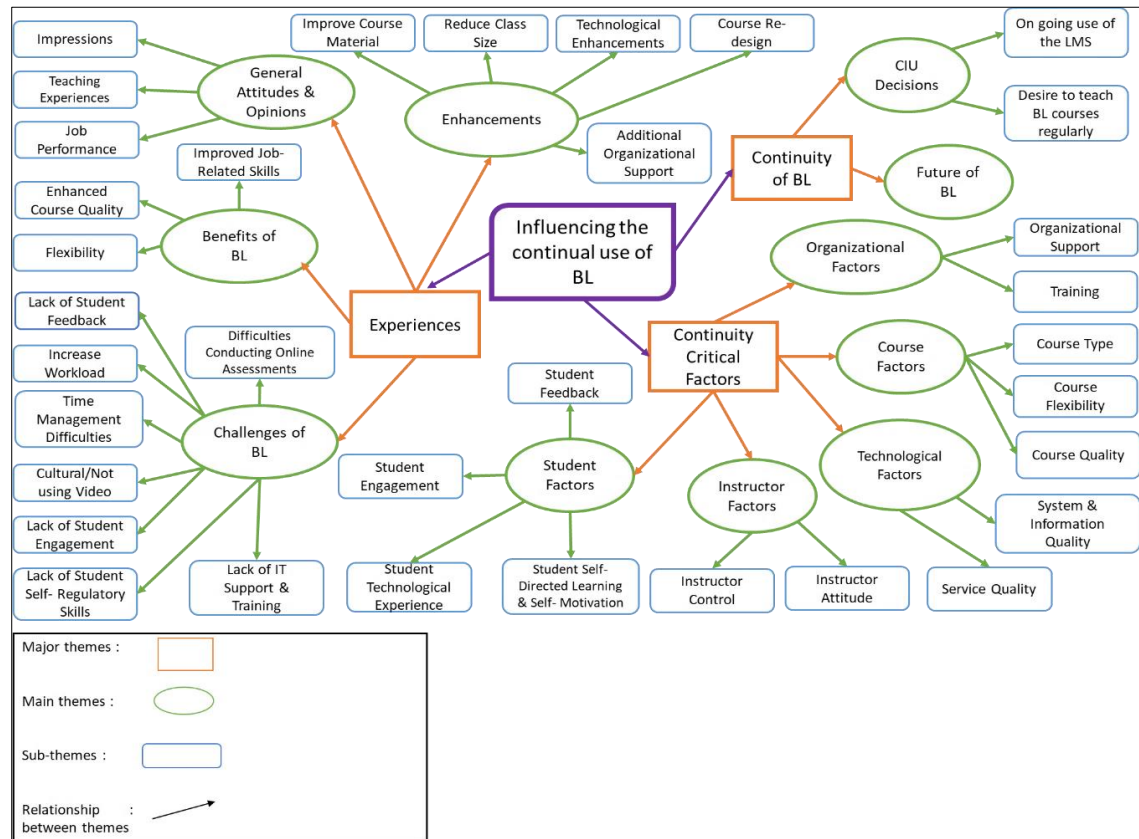 Impressions
Teaching
Experiences
Job
Performance
General
Attitudes &
Opinions
Improve Course
Material
Reduce Class
Size
Technological
Enhancements
Course Re-
design
Enhancements
Additional
Organizational
Support
CIU
Decisions
On going use of
the LMS
Desire to teach
BL courses
regularly
Continuity
of BL
Future of
BL
Improved Job-
Related Skills
Enhanced
Course Quality
Flexibility
Benefits of
BL
Influencing the
continual use of
BL
Organizational
Factors
Organizational
Support
Training
Experiences
Continuity
Critical
Factors
Course
Factors
Course Type
Course
Flexibility
Course Quality
Lack of Student
Feedback
Increase
Workload
Time
Management
Difficulties
Cultural/Not
using Video
Lack of Student
Engagement
Lack of Student
Self- Regulatory
Skills
Difficulties
Conducting Online
Assessments
Challenges of
BL
Lack of IT
Support &
Training
Student
Feedback
Student
Engagement
Student
Factors
Student
Technological
Experience
Student Self-
Directed Learning
& Self- Motivation
Instructor
Factors
Instructor
Control
Instructor
Attitude
Technological
Factors
System &
Information
Quality
Service Quality
Major themes :
Main themes :
Sub-themes :
Relationship :
between themes